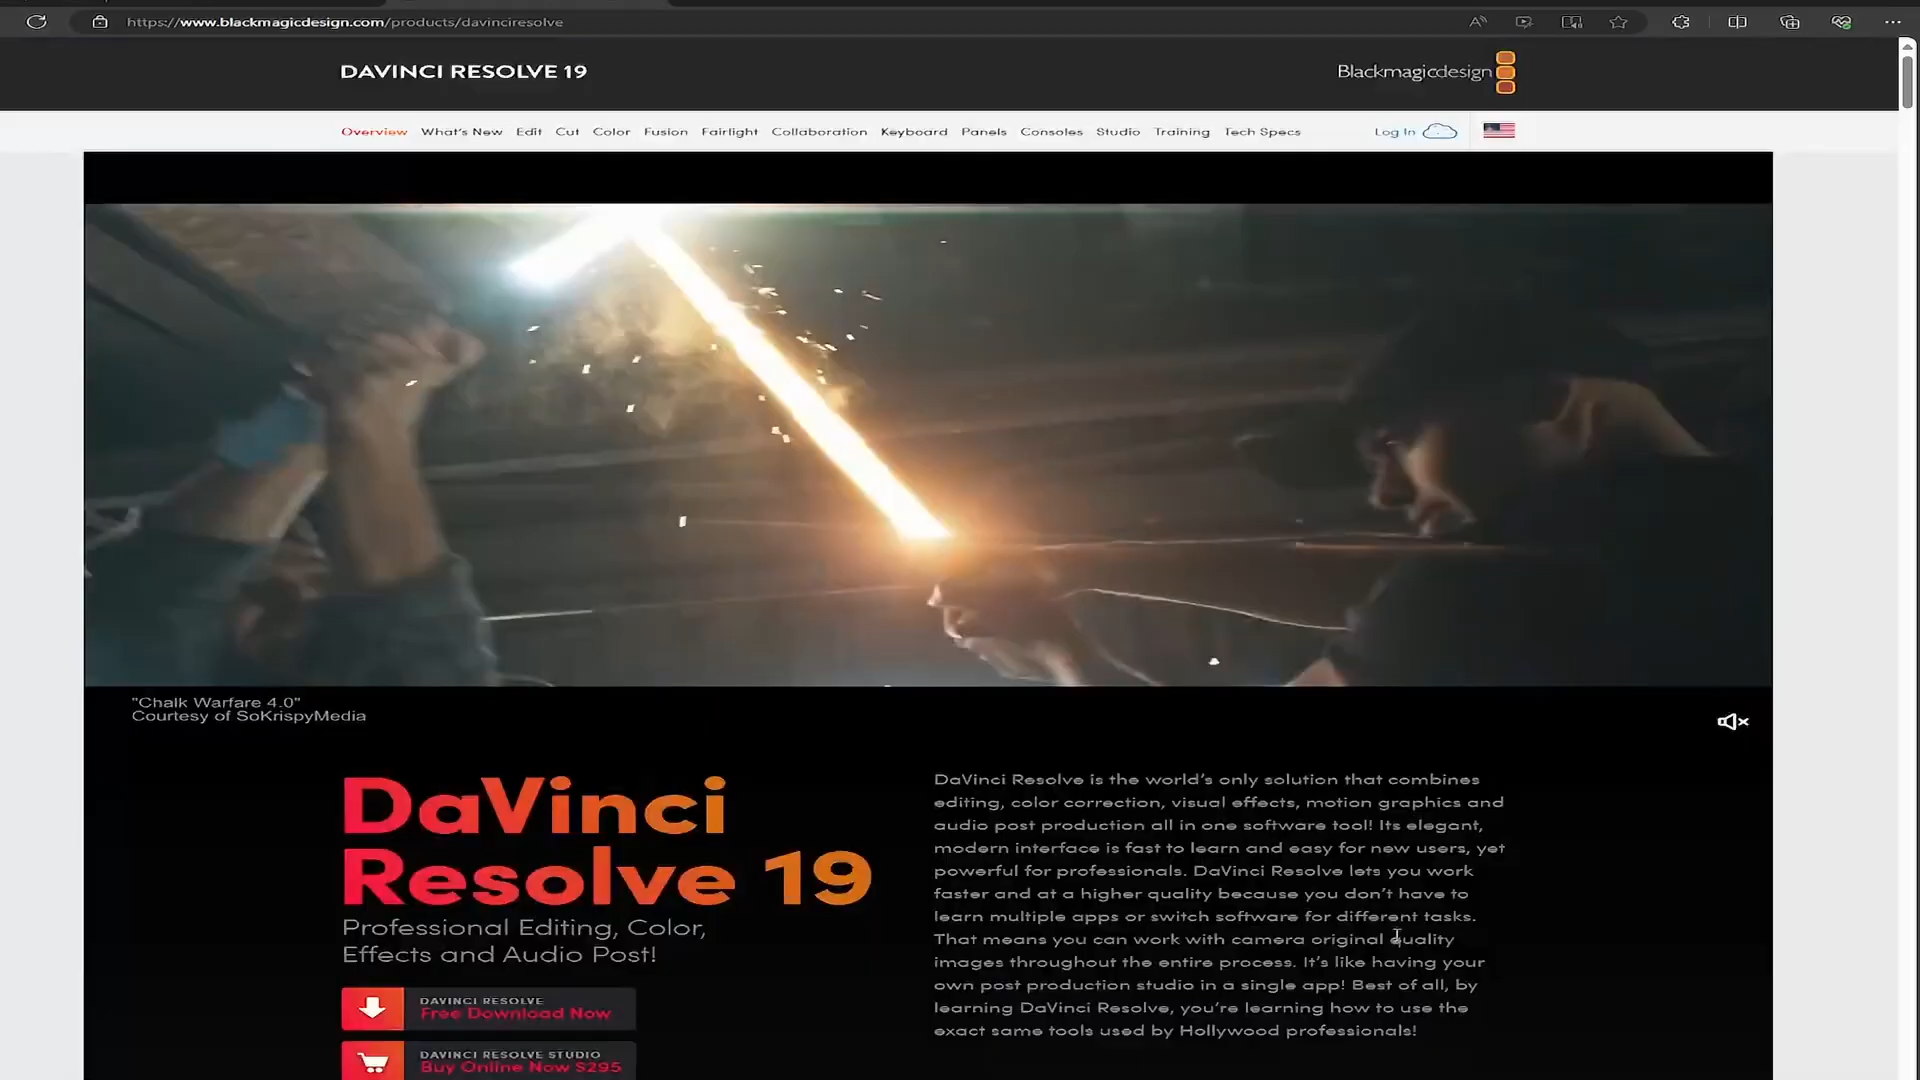 https://www.blackmagicdesign.com/products/davinciresolve
DAVINCI RESOLVE 19
Blackmagicdesign
Overview What's New Edit Cut Color Fusion Fairlight Collaboration Keyboard Panels Consoles Studio Training Tech Specs Log In
"Chalk Warfare 4.0"
Courtesy of SoKrispyMedia
DaVinci
Resolve 19
Professional Editing, Color,
Effects and Audio Post!
DAVINCI RESOLVE
Free Download Now
DAVINCI RESOLVE STUDIO
Buy Online Now $295
DaVinci Resolve is the world's only solution that combines
editing, color correction, visual effects, motion graphics and
audio post production all in one software tool! Its elegant,
modern interface is fast to learn and easy for new users, yet
powerful for professionals. DaVinci Resolve lets you work
faster and at a higher quality because you don't have to
learn multiple apps or switch software for different tasks.
That means you can work with camera original quality
images throughout the entire process. It's like having your
own post production studio in a single app! Best of all, by
learning DaVinci Resolve, you're learning how to use the
exact same tools used by Hollywood professionals!